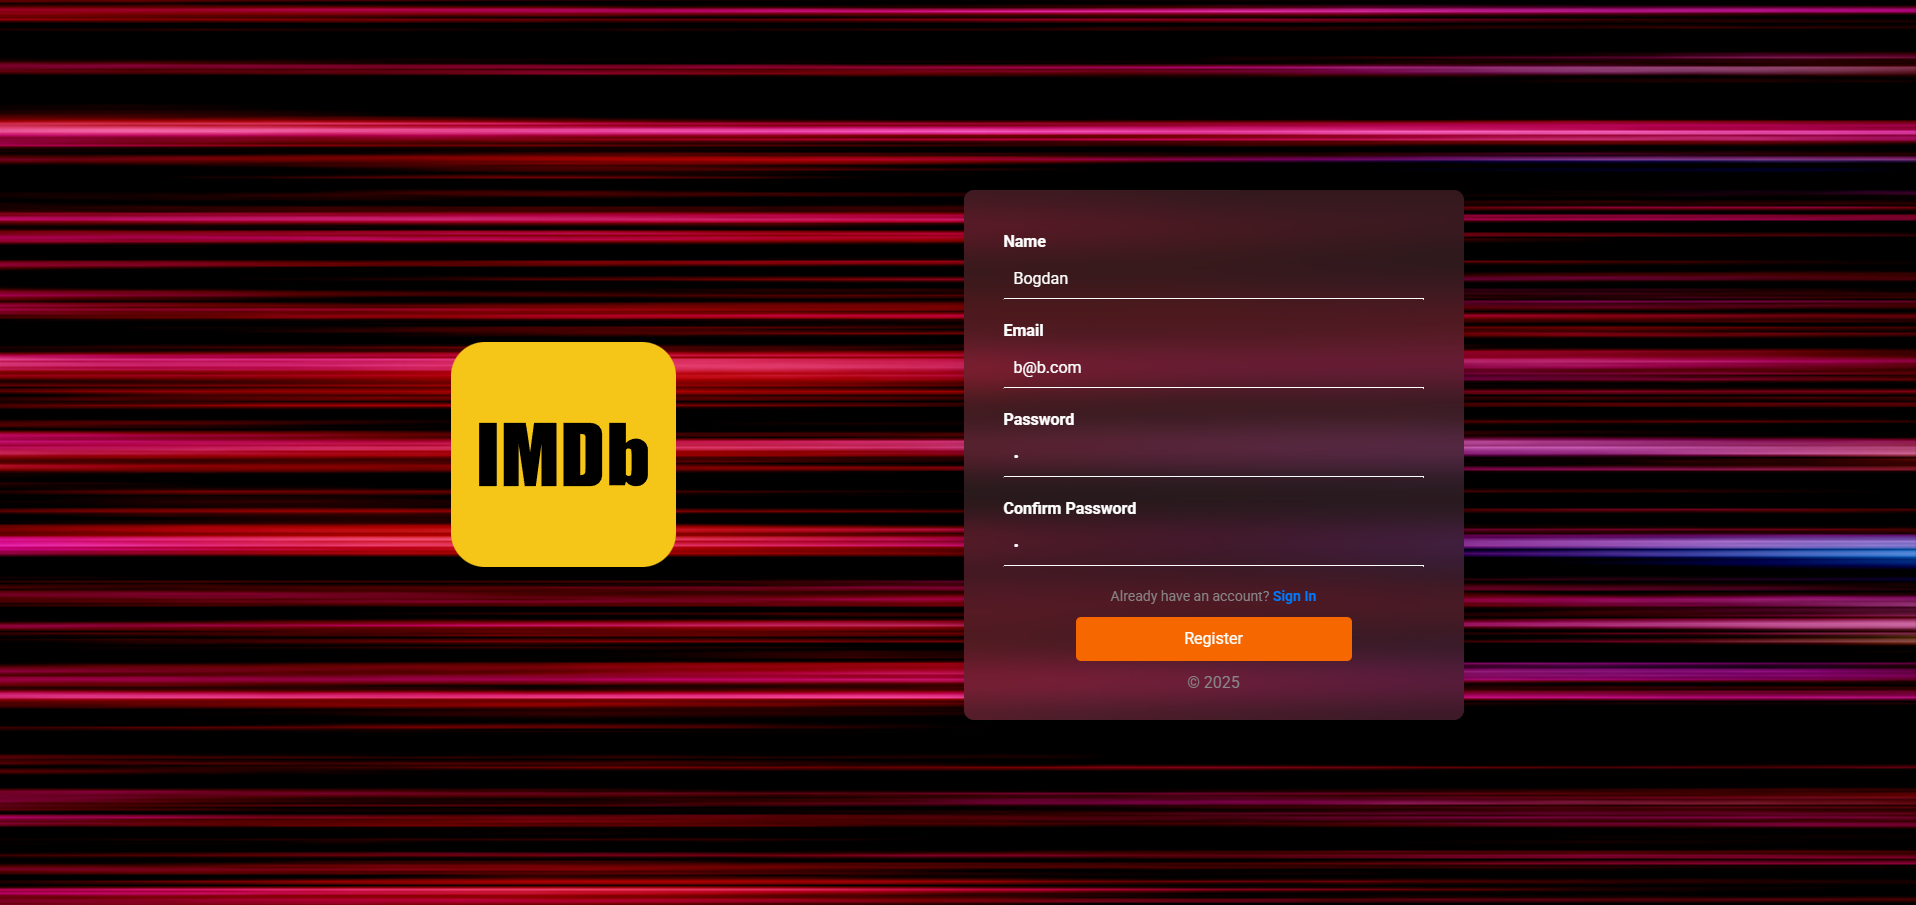 IMDb
Name
Bogdan
Email
b@b.com
Password
•
Confirm Password
•
Already have an account? Sign In
Register
© 2025